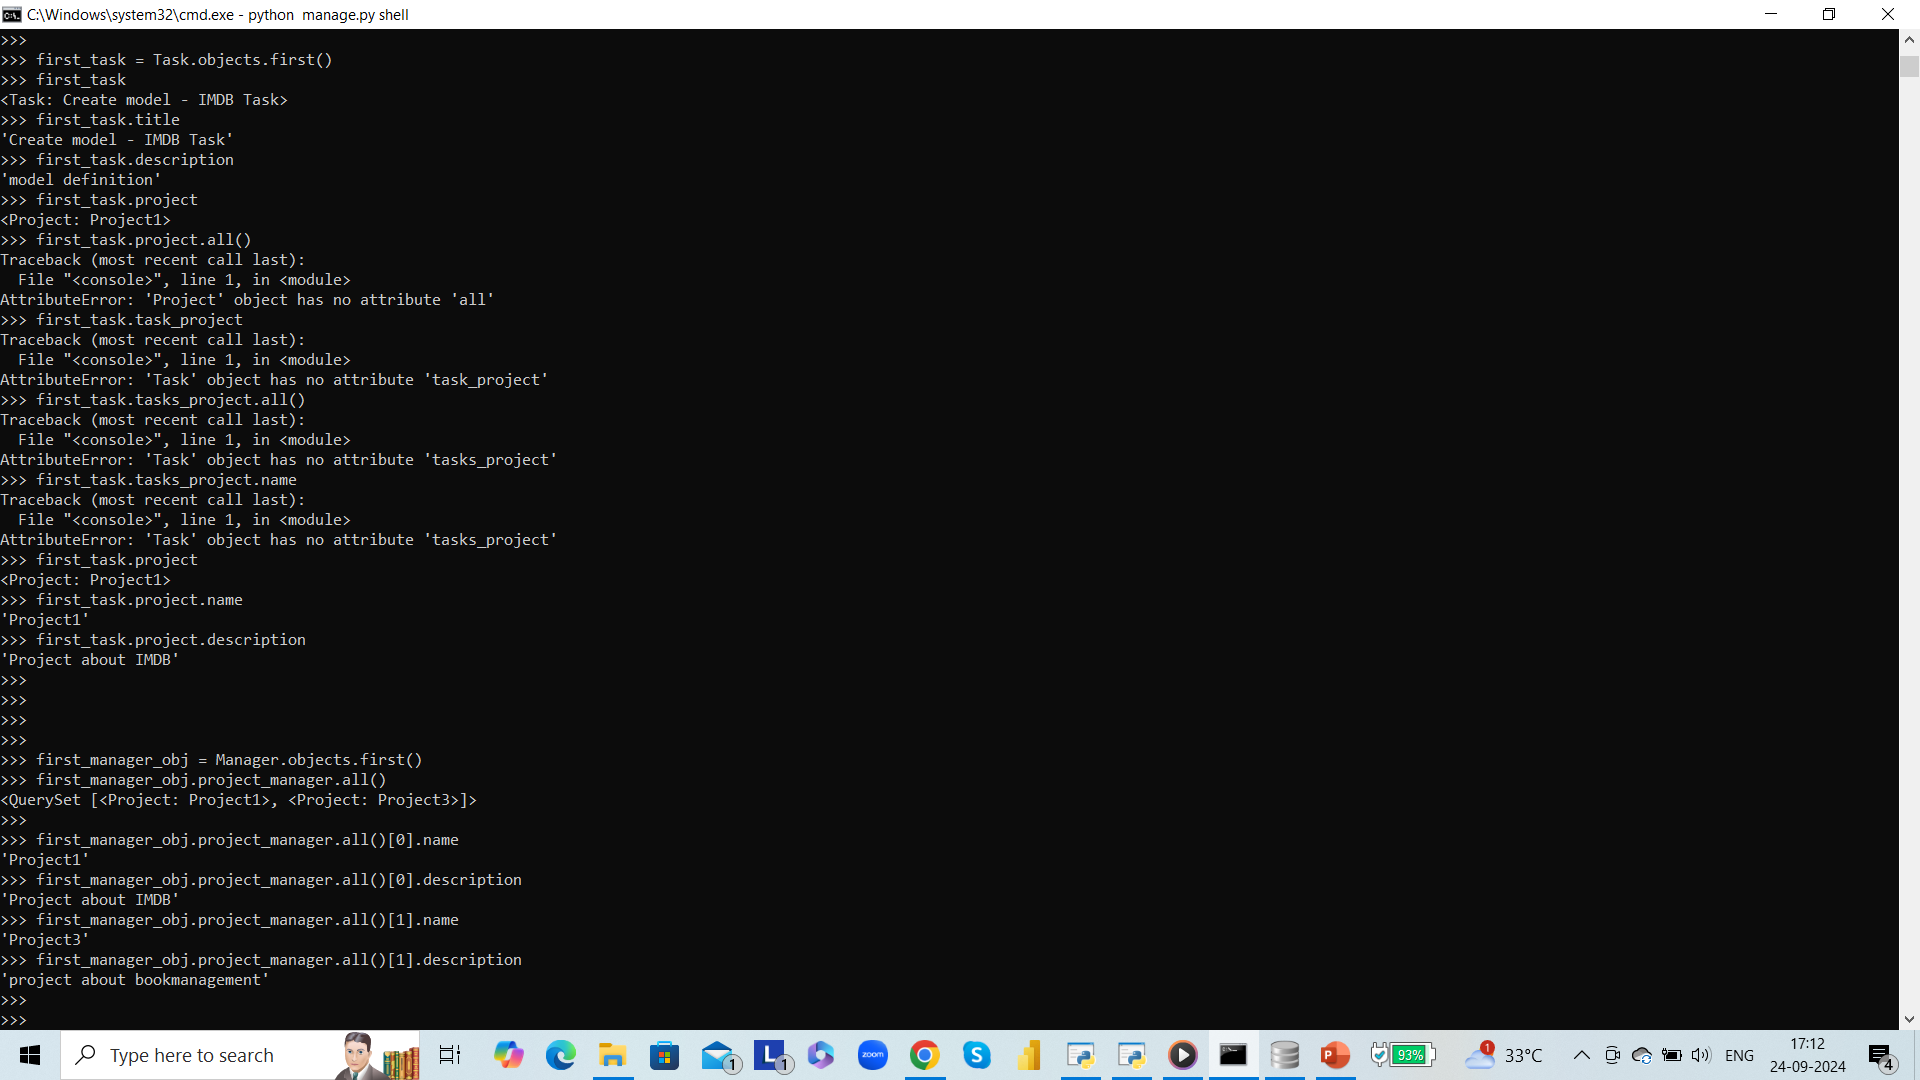 C:\Windows\system32\cmd.exe - python  manage.py shell
>>>
>>> first_task = Task.objects.first()
>>> first_task
<Task: Create model - IMDB Task>
>>> first_task.title
'Create model - IMDB Task'
>>> first_task.description
'model definition'
>>> first_task.project
<Project: Project1>
>>> first_task.project.all()
Traceback (most recent call last):
  File "<console>", line 1, in <module>
AttributeError: 'Project' object has no attribute 'all'
>>> first_task.task_project
Traceback (most recent call last):
  File "<console>", line 1, in <module>
AttributeError: 'Task' object has no attribute 'task_project'
>>> first_task.tasks_project.all()
Traceback (most recent call last):
  File "<console>", line 1, in <module>
AttributeError: 'Task' object has no attribute 'tasks_project'
>>> first_task.tasks_project.name
Traceback (most recent call last):
  File "<console>", line 1, in <module>
AttributeError: 'Task' object has no attribute 'tasks_project'
>>> first_task.project
<Project: Project1>
>>> first_task.project.name
'Project1'
>>> first_task.project.description
'Project about IMDB'
>>>
>>>
>>>
>>>
>>> first_manager_obj = Manager.objects.first()
>>> first_manager_obj.project_manager.all()
<QuerySet [<Project: Project1>, <Project: Project3>]>
>>>
>>> first_manager_obj.project_manager.all()[0].name
'Project1'
>>> first_manager_obj.project_manager.all()[0].description
'Project about IMDB'
>>> first_manager_obj.project_manager.all()[1].name
'Project3'
>>> first_manager_obj.project_manager.all()[1].description
'project about bookmanagement'
>>>
>>>
Type here to search
1
L
1
zoom
S
P
93%
1
33°C
ENG
17:12
24-09-2024
4